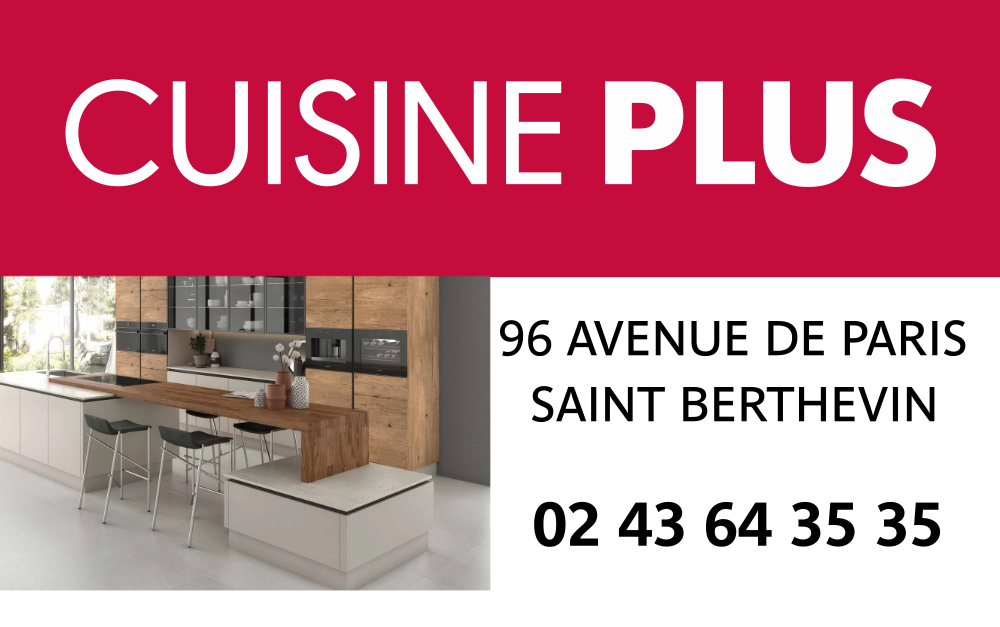 CUISINE PLUS
96 AVENUE DE PARIS
SAINT BERTHEVIN
02 43 64 35 35